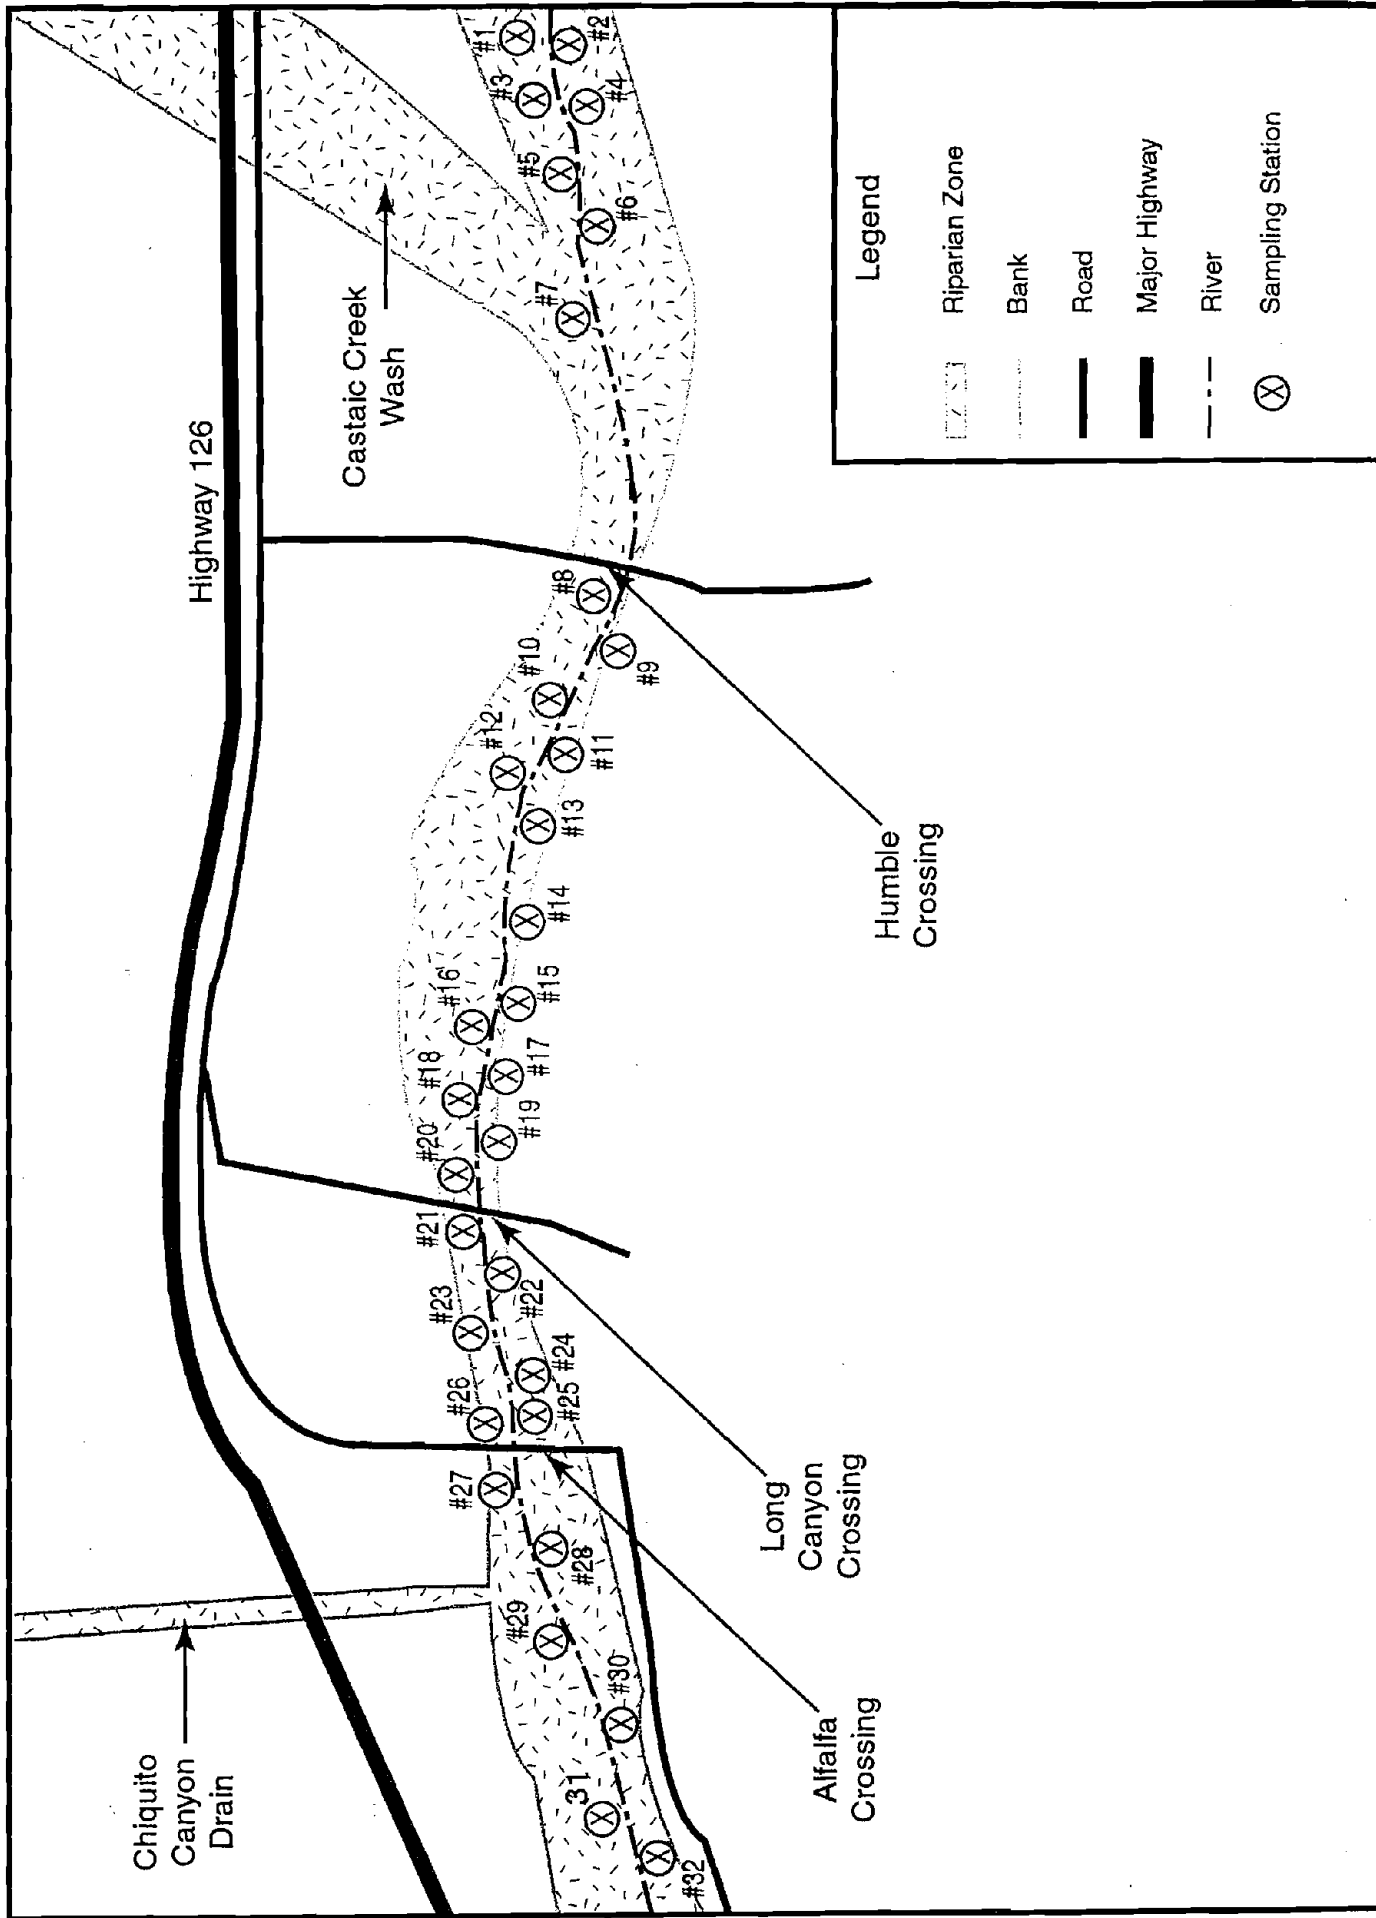 Highway 126
Castaic Creek
Wash
Chiquito
Canyon
Drain
#1
#2
#3
#4
#5
#6
#7
#8
#9
#10
#11
#12
#13
#14
#15
#16
#17
#18
#19
#20
#21
#22
#23
#24
#25
#26
#27
#28
#29
#30
31
#32
Humble
Crossing
Long
Canyon
Crossing
Alfalfa
Crossing
Legend
Riparian Zone
Bank
Road
Major Highway
River
Sampling Station